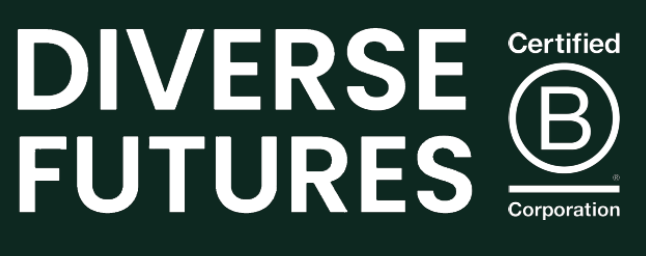 DIVERSE
FUTURES
Certified
B
®
Corporation